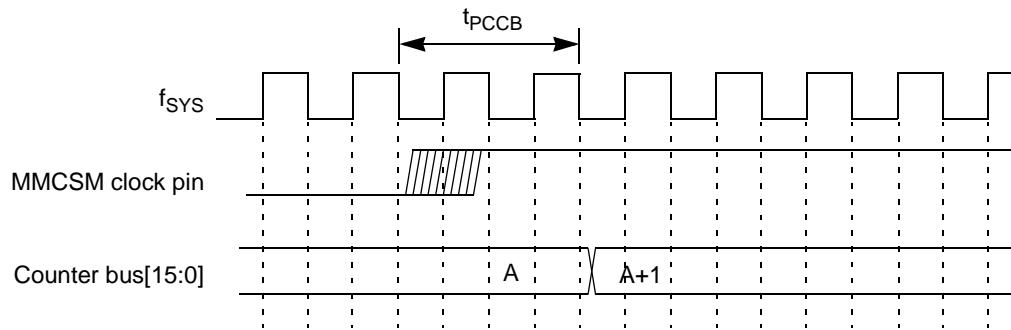 tPCCB
fSYS
MMCSM clock pin
Counter bus[15:0]
A
A+1